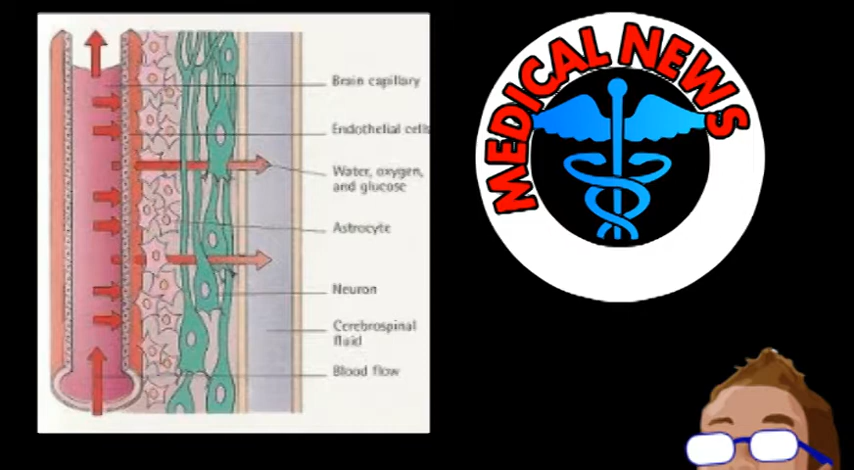 Brain capillary
Endothelial cells
Water, oxygen,
and glucose
Astrocyte
Neuron
Cerebrospinal
fluid
Blood flow
MEDICAL NEWS